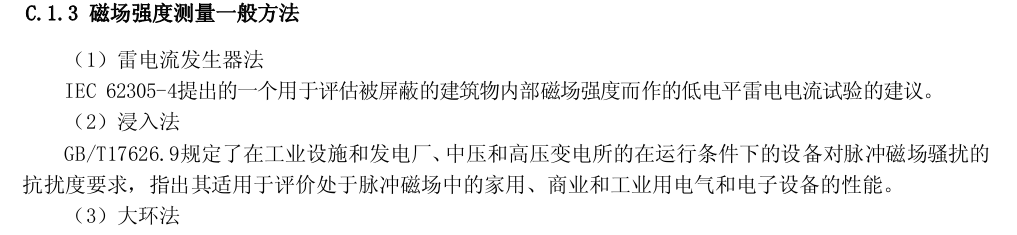 C.1.3 磁场强度测量一般方法
（1）雷电流发生器法
IEC 62305-4提出的一个用于评估被屏蔽的建筑物内部磁场强度而作的低电平雷电电流试验的建议。
（2）浸入法
GB/T17626.9规定了在工业设施和发电厂、中压和高压变电所的在运行条件下的设备对脉冲磁场骚扰的
抗扰度要求，指出其适用于评价处于脉冲磁场中的家用、商业和工业用电气和电子设备的性能。
（3）大环法